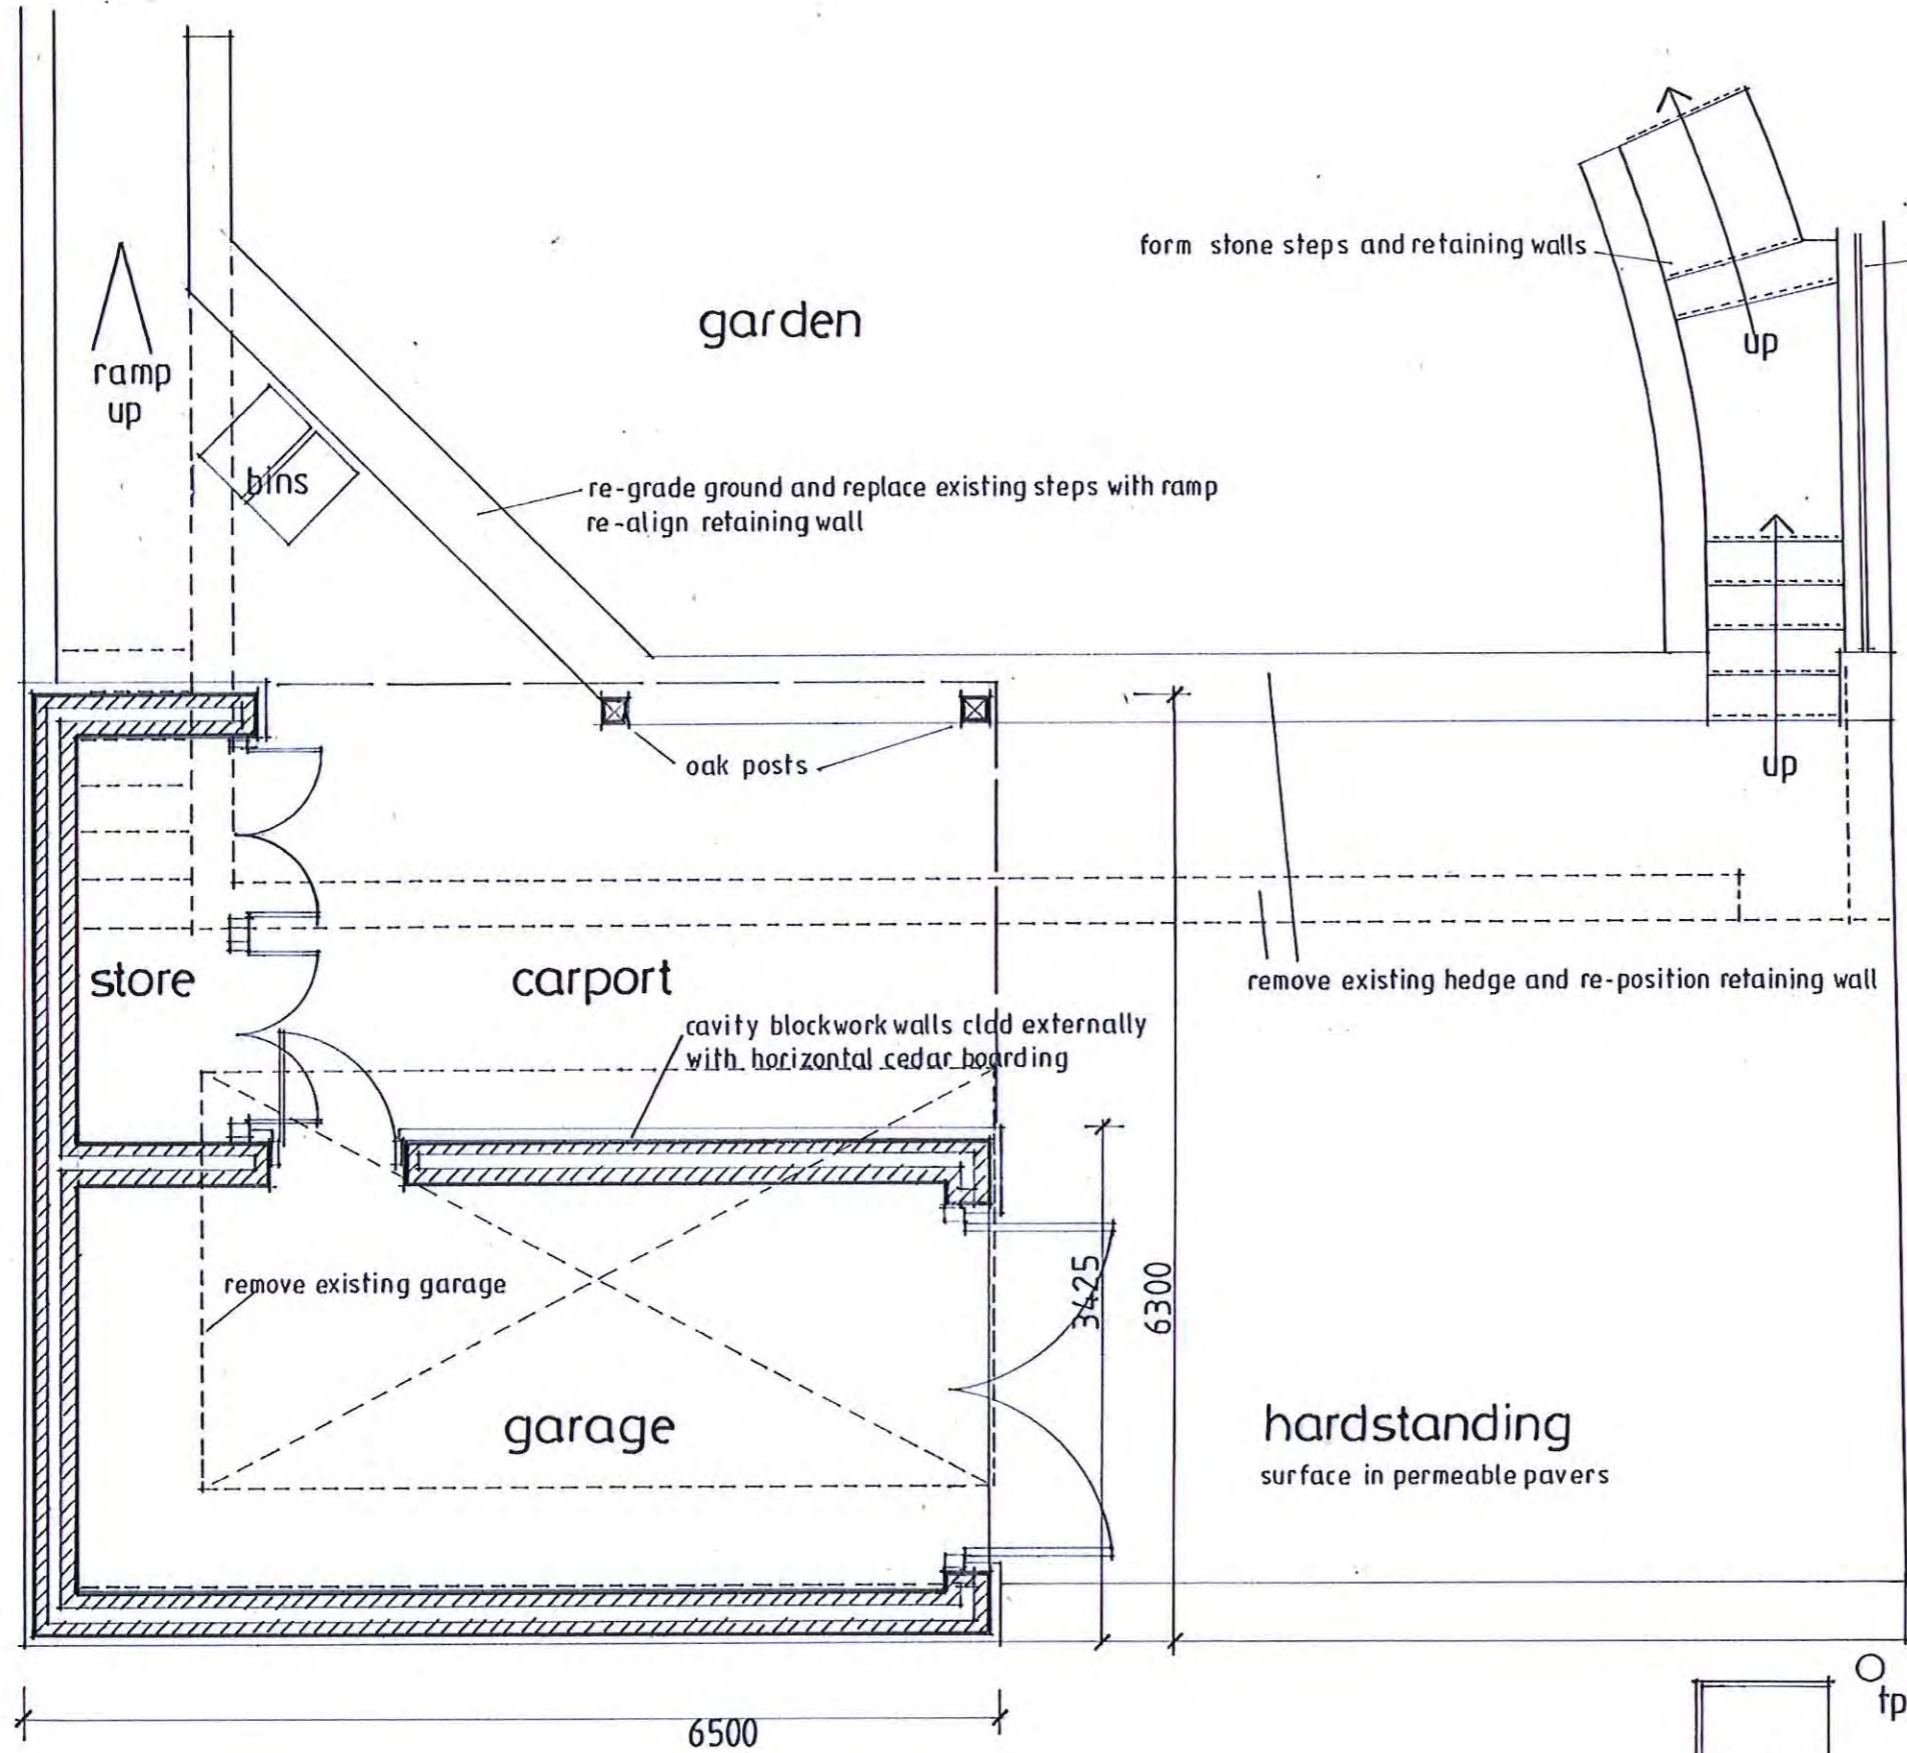 form stone steps and retaining walls
garden
up
ramp
up
bins
re-grade ground and replace existing steps with ramp
re-align retaining wall
oak posts
up
store
carport
remove existing hedge and re-position retaining wall
cavity blockwork walls clad externally
with horizontal cedar boarding
remove existing garage
3425
6300
garage
hardstanding
surface in permeable pavers
tp
6500